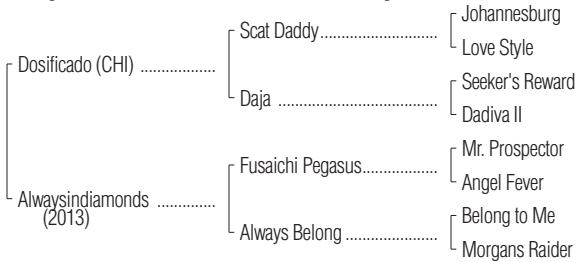 Johannesburg
Scat Daddy..............................
Love Style
Dosificado (CHI) ...................
Seeker's Reward
Daja ........................................
Dadiva II
Mr. Prospector
Fusaichi Pegasus...................
Angel Fever
Alwaysindiamonds ...............
(2013)
Belong to Me
Always Belong .......................
Morgans Raider